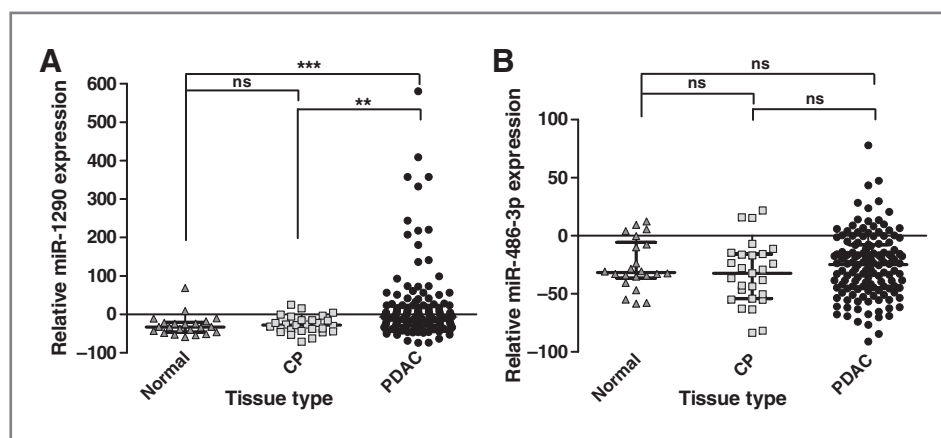 A
***
ns
**
Relative miR-1290 expression
600
500
400
300
200
100
0
–100
Normal
CP
PDAC
Tissue type
B
ns
ns
ns
Relative miR-486-3p expression
100
50
0
–50
–100
Normal
CP
PDAC
Tissue type